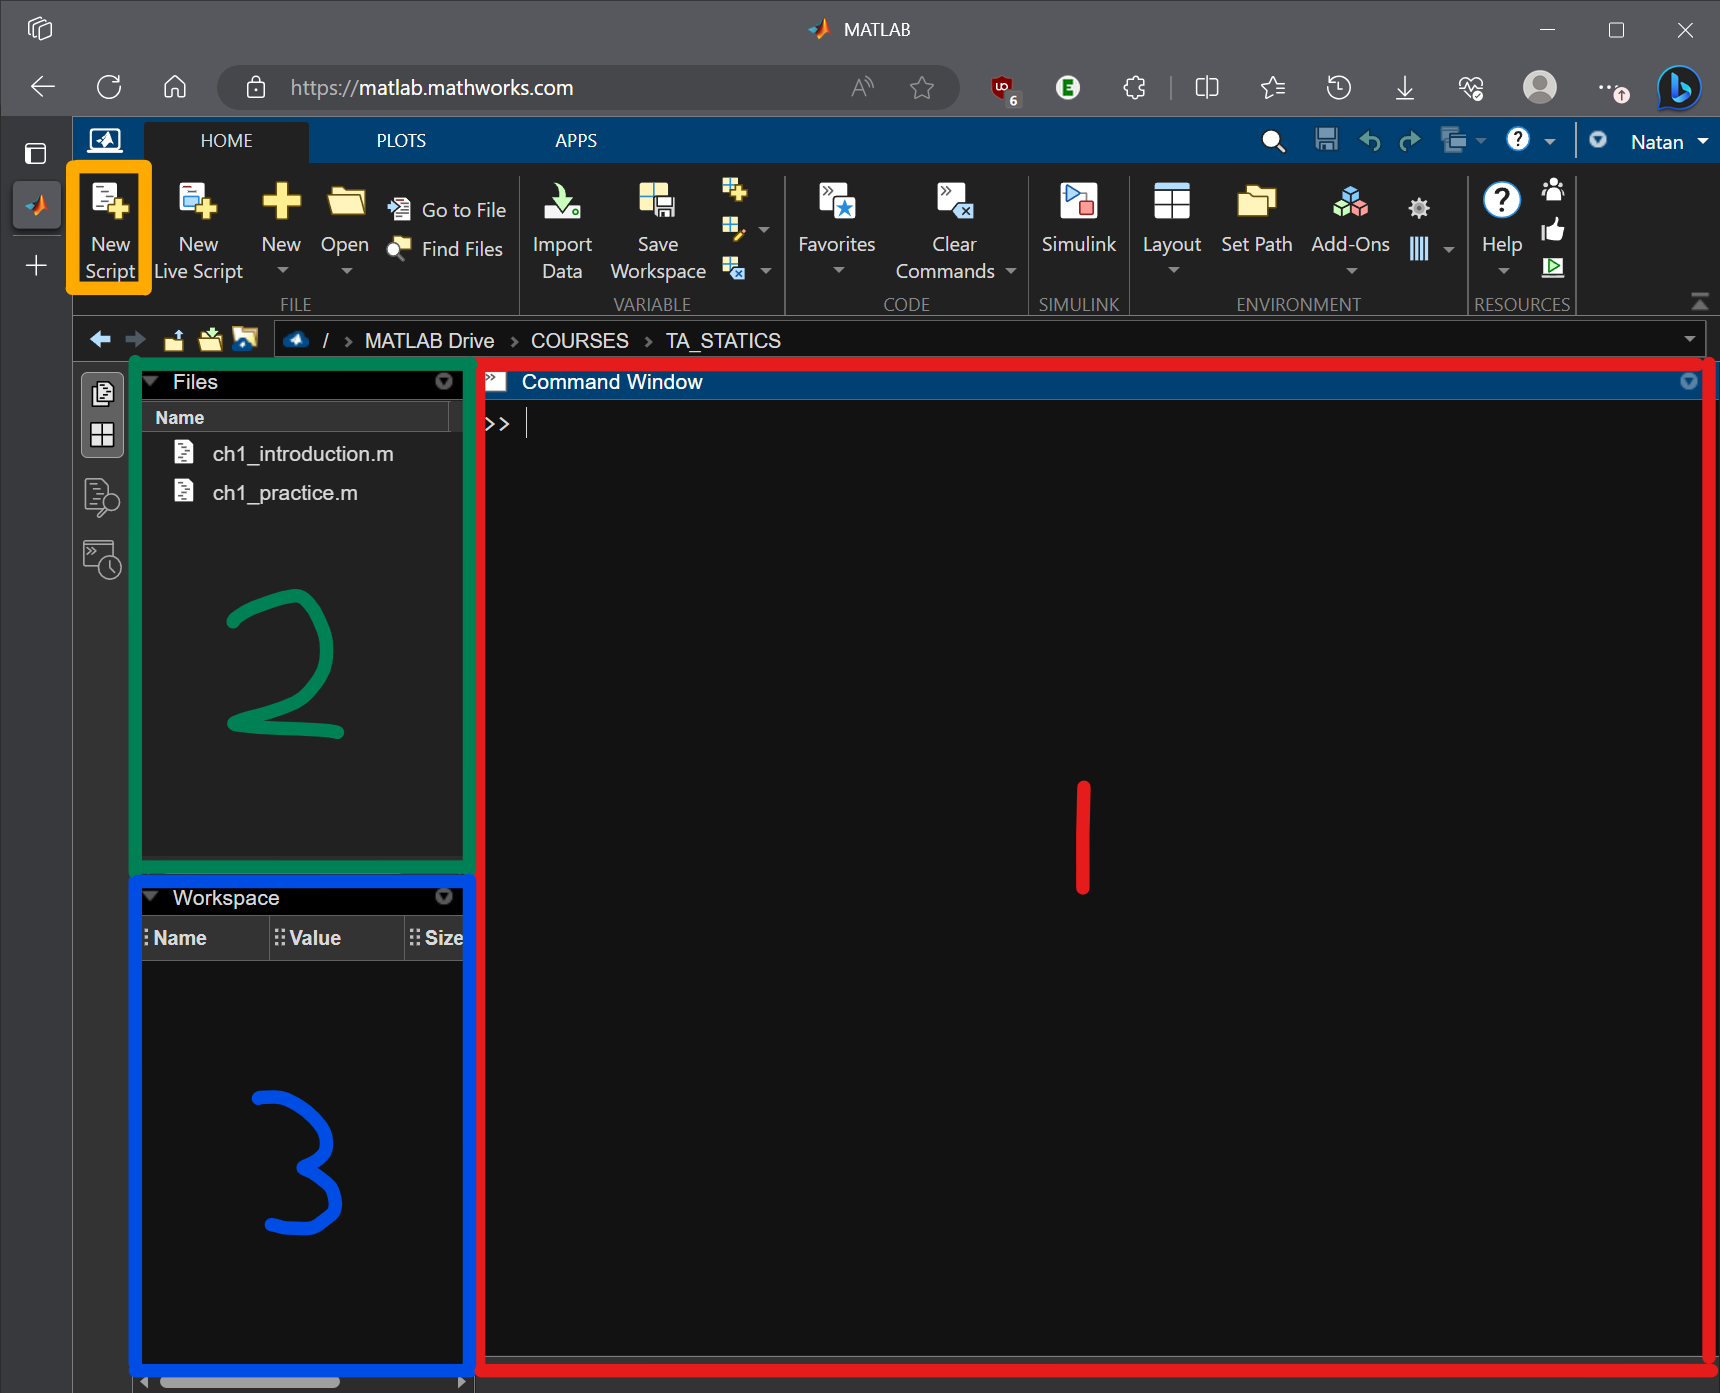 MATLAB
https://matlab.mathworks.com
6
E
HOME
PLOTS
APPS
Natan
New Script
New Live Script
New
Open
Go to File
Find Files
FILE
Import Data
Save Workspace
VARIABLE
Favorites
Clear Commands
CODE
Simulink
SIMULINK
Layout
Set Path
Add-Ons
ENVIRONMENT
Help
RESOURCES
/ > MATLAB Drive > COURSES > TA_STATICS
Files
Name
ch1_introduction.m
ch1_practice.m
2
Command Window
>>
1
Workspace
Name
Value
Size
3